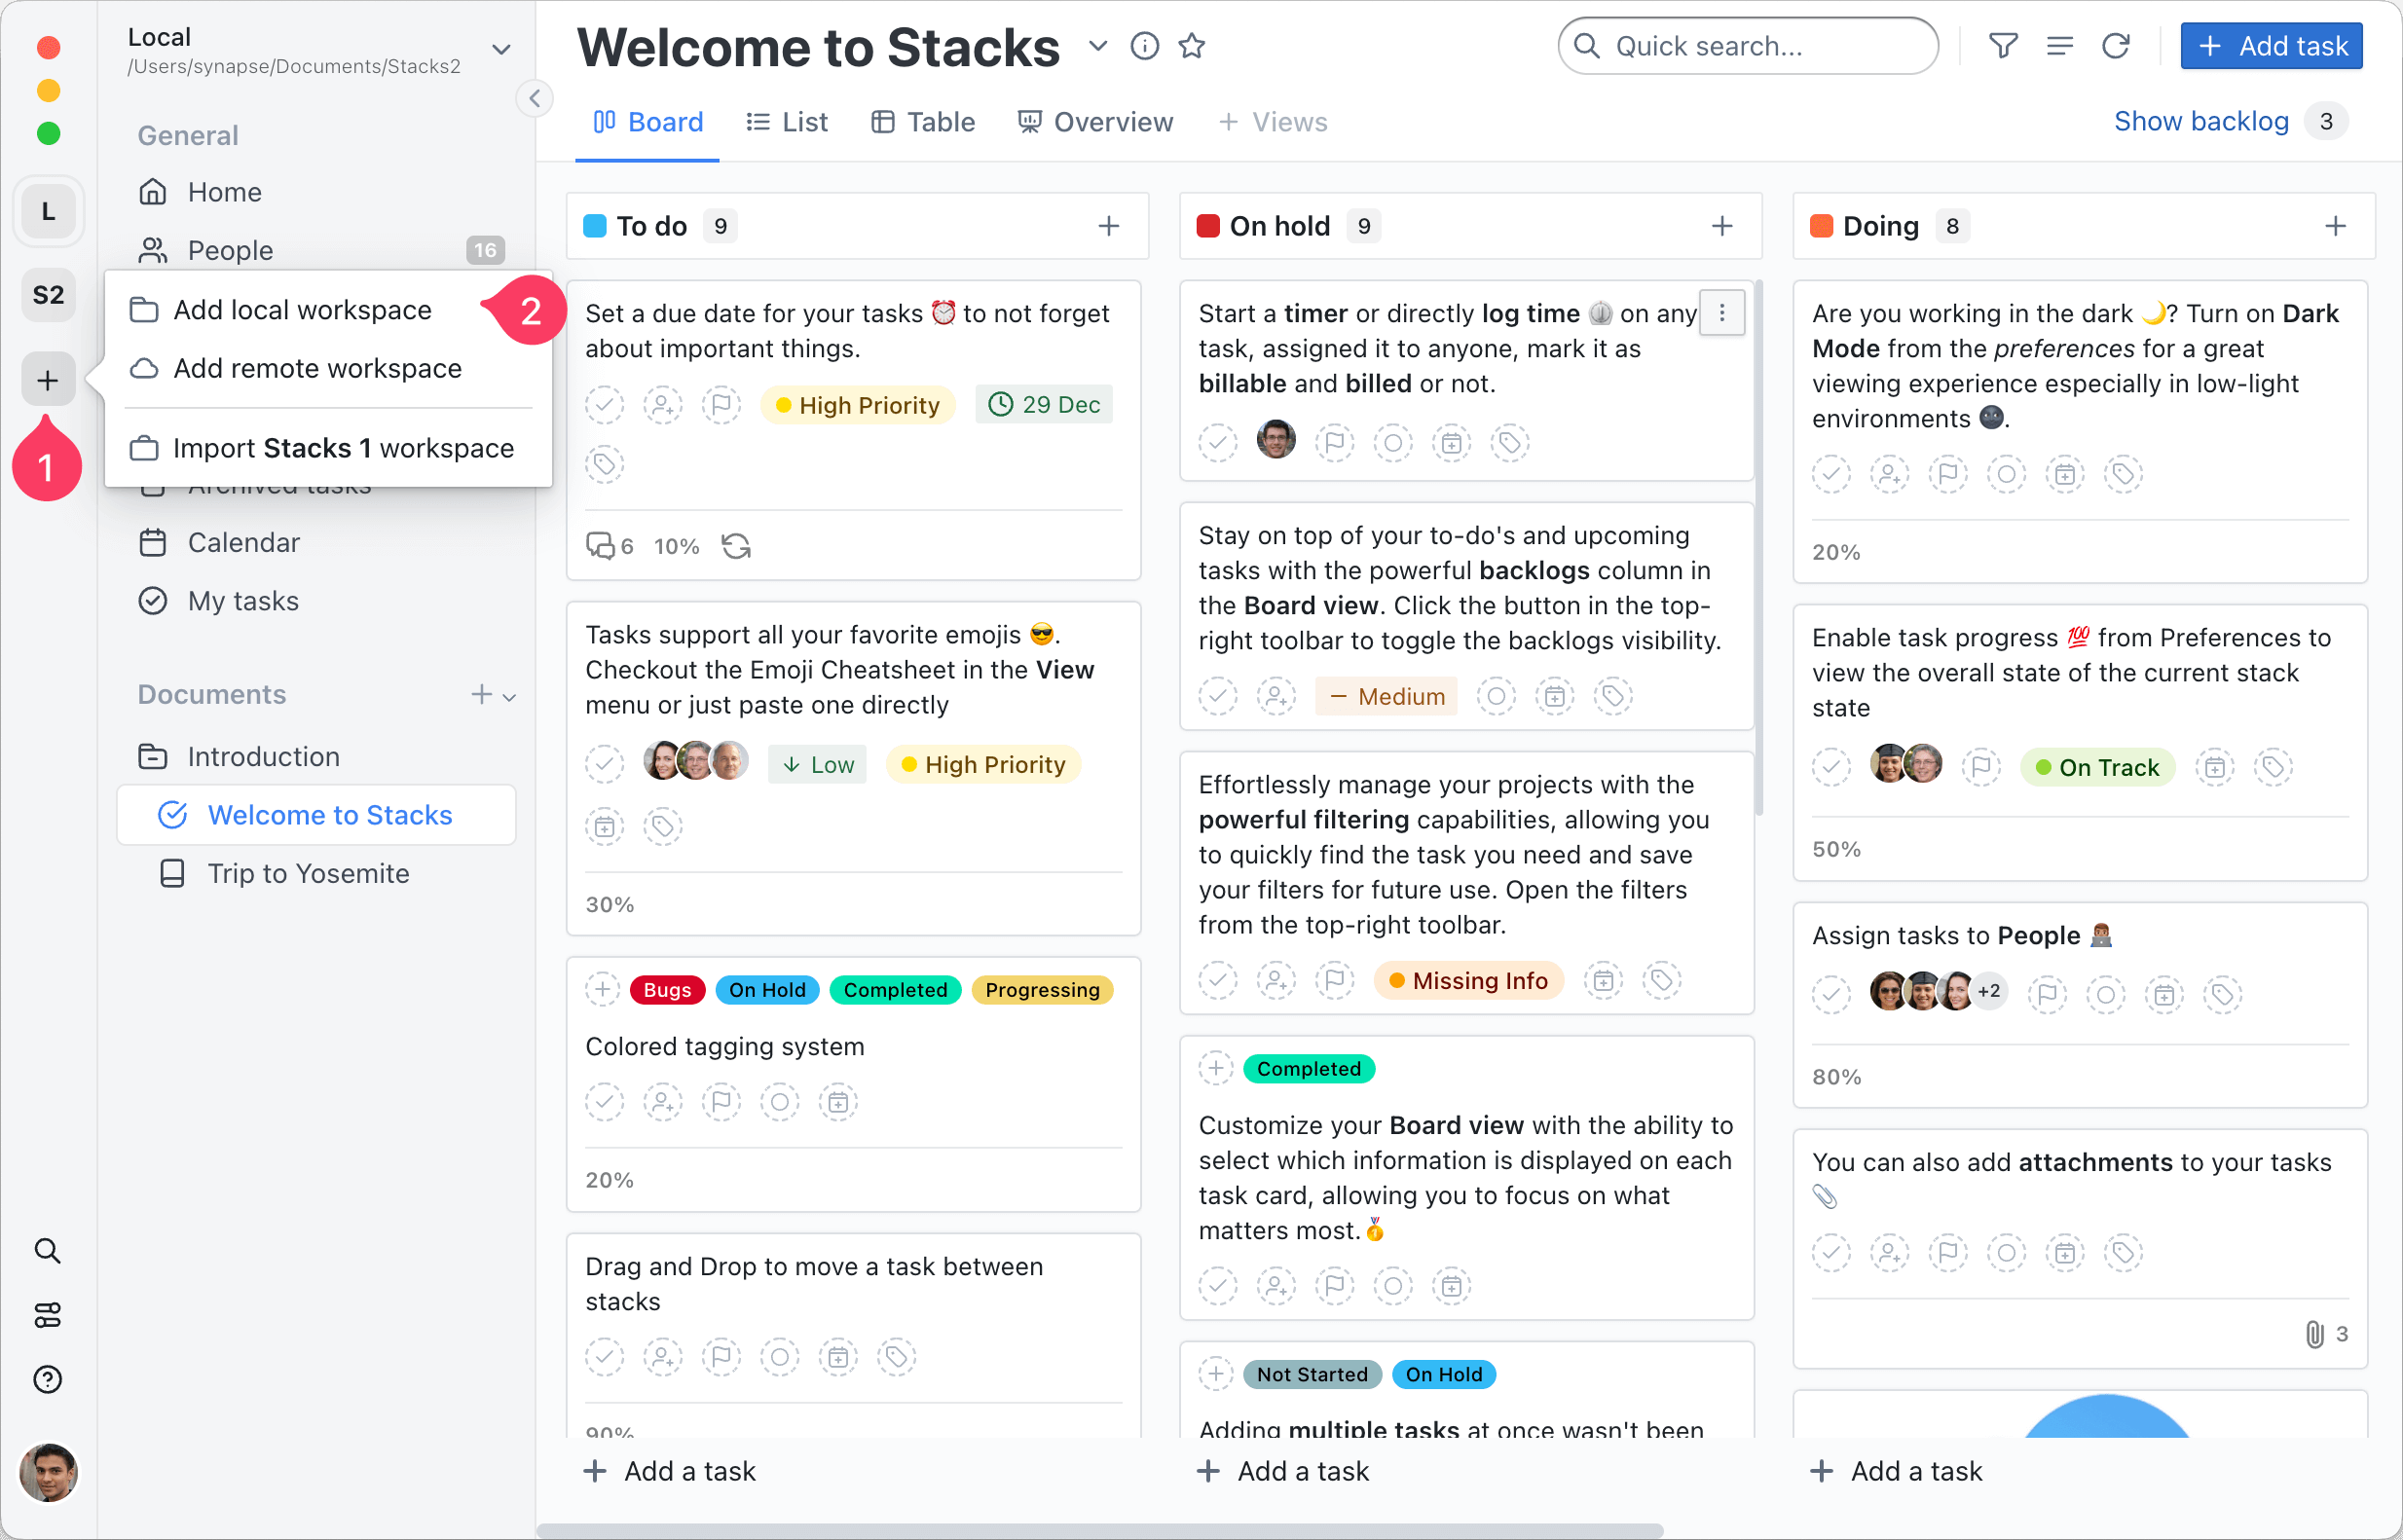 Local
/Users/synapse/Documents/Stacks2
L
S2
1
General
Home
People 16
Add local workspace
2
Add remote workspace
Import Stacks 1 workspace
Archived tasks
Calendar
My tasks
Documents
Introduction
Welcome to Stacks
Trip to Yosemite
Welcome to Stacks
Quick search...
Add task
Board
List
Table
Overview
Views
Show backlog 3
To do 9
Set a due date for your tasks ⏰ to not forget
about important things.
High Priority
29 Dec
6 10%
Tasks support all your favorite emojis 😎.
Checkout the Emoji Cheatsheet in the View
menu or just paste one directly
Low
High Priority
30%
Bugs
On Hold
Completed
Progressing
Colored tagging system
20%
Drag and Drop to move a task between
stacks
90%
Add a task
On hold 9
Start a timer or directly log time on any
task, assigned it to anyone, mark it as
billable and billed or not.
Stay on top of your to-do's and upcoming
tasks with the powerful backlogs column in
the Board view. Click the button in the top-
right toolbar to toggle the backlogs visibility.
Medium
Effortlessly manage your projects with the
powerful filtering capabilities, allowing you
to quickly find the task you need and save
your filters for future use. Open the filters
from the top-right toolbar.
Missing Info
Completed
Customize your Board view with the ability to
select which information is displayed on each
task card, allowing you to focus on what
matters most.🥇
Not Started
On Hold
Adding multiple tasks at once wasn't been
Add a task
Doing 8
Are you working in the dark 🌙? Turn on Dark
Mode from the preferences for a great
viewing experience especially in low-light
environments 🌚.
20%
Enable task progress 💯 from Preferences to
view the overall state of the current stack
state
On Track
50%
Assign tasks to People 👨🏽‍💻
+2
80%
You can also add attachments to your tasks
📎
3
Add a task